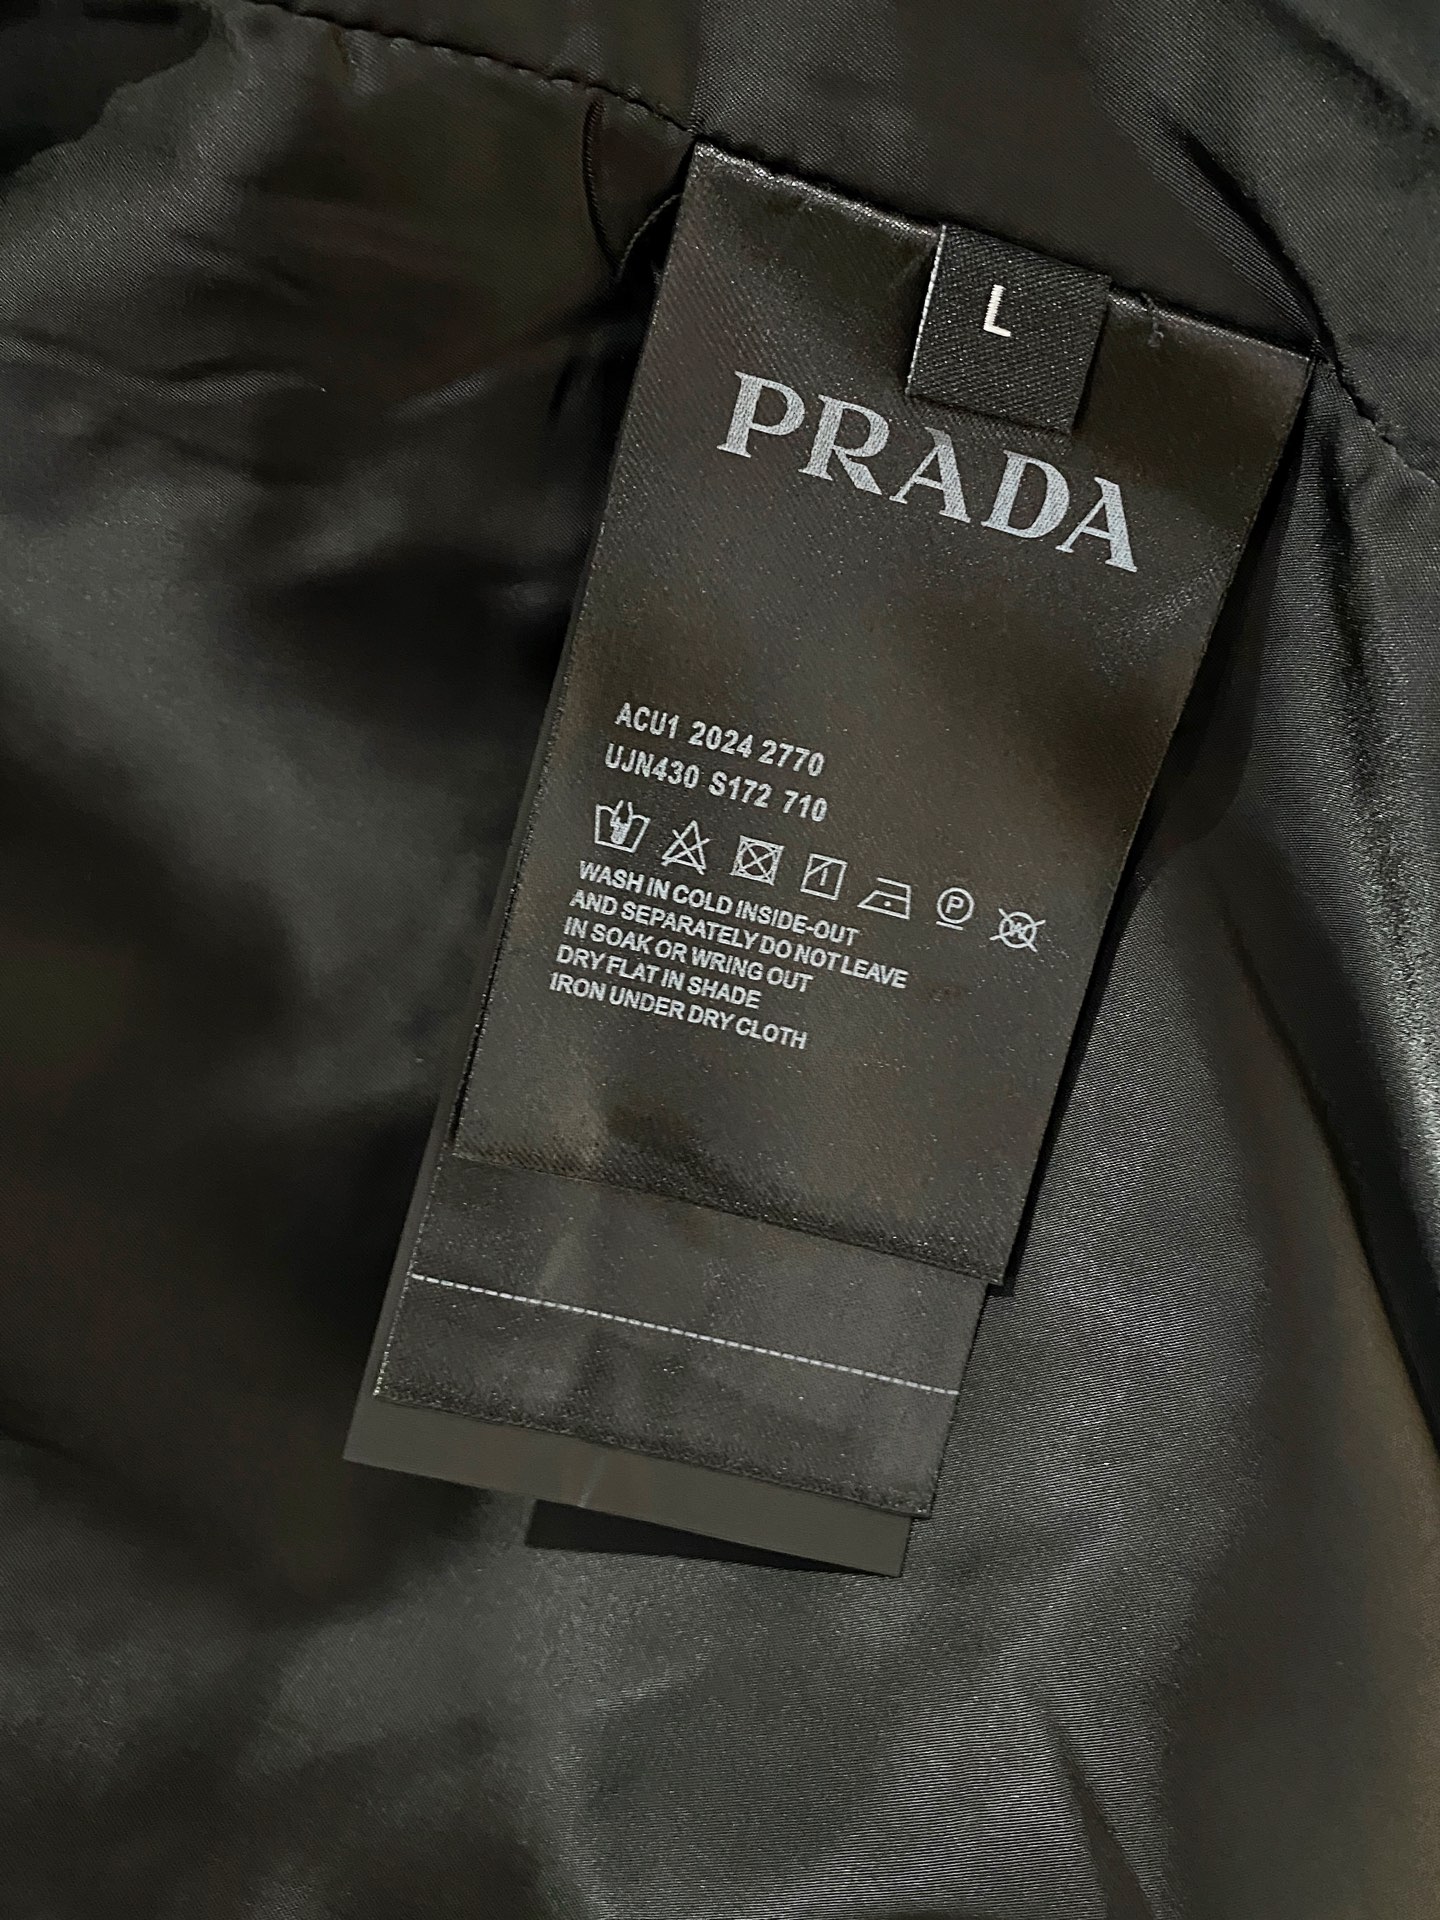 L
PRADA
ACU1 2024 2770
UJN430 S172 710
WASH IN COLD INSIDE-OUT
AND SEPARATELY DO NOT LEAVE
IN SOAK OR WRING OUT
DRY FLAT IN SHADE
IRON UNDER DRY CLOTH